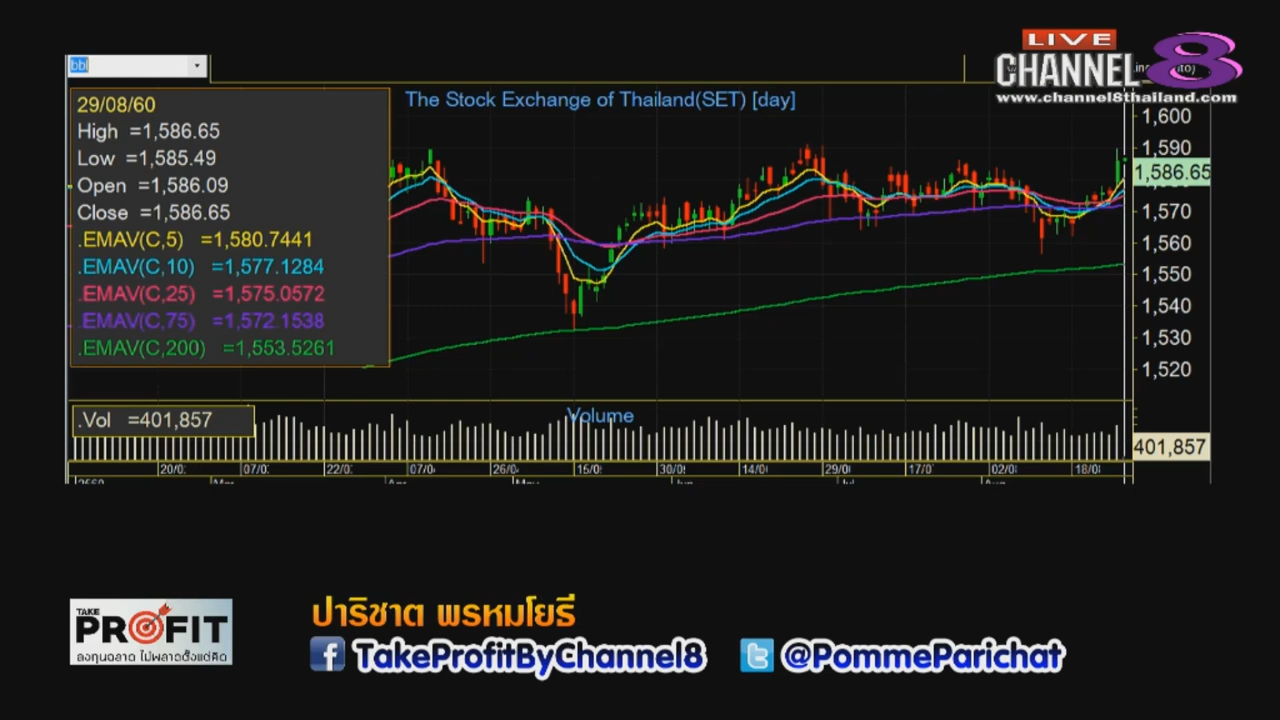 bbl
LIVE
CHANNEL 8
www.channel8thailand.com
29/08/60
High =1,586.65
Low =1,585.49
Open =1,586.09
Close =1,586.65
.EMAV(C,5) =1,580.7441
.EMAV(C,10) =1,577.1284
.EMAV(C,25) =1,575.0572
.EMAV(C,75) =1,572.1538
.EMAV(C,200) =1,553.5261
The Stock Exchange of Thailand(SET) [day]
1,600
1,590
1,586.65
1,570
1,560
1,550
1,540
1,530
1,520
.Vol =401,857
Volume
401,857
20/0 07/0 22/0 07/0 26/0 15/0 30/0 14/0 29/0 17/0 02/0 18/0
TAKE
PROFIT
ลงทุนฉลาด ไม่พลาดตั้งแต่คิด
ปาริชาต พรหมโยธี
f TakeProfitByChannel8
@PommeParichat